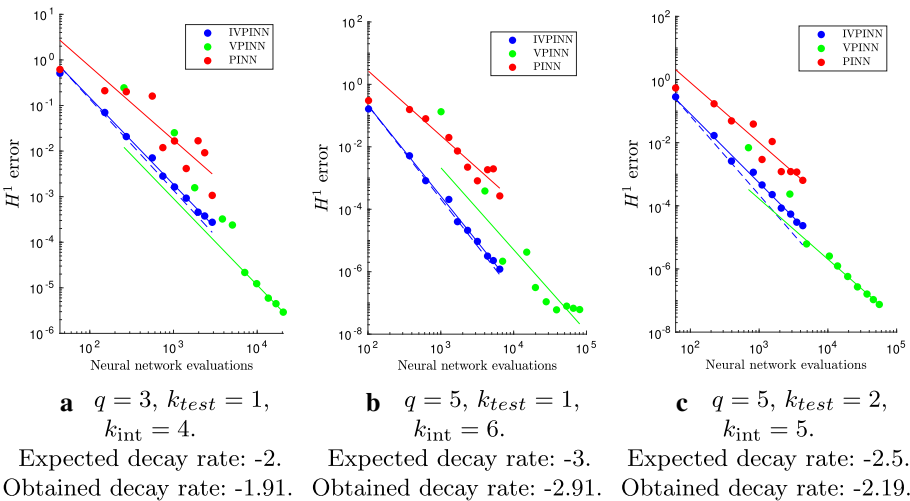 a
10^1
10^0
10^-1
10^-2
10^-3
10^-4
10^-5
10^-6
H^1 error
10^2
10^3
10^4
Neural network evaluations
IVPINN
VPINN
PINN
b
10^2
10^0
10^-2
10^-4
10^-6
10^-8
H^1 error
10^2
10^3
10^4
10^5
Neural network evaluations
IVPINN
VPINN
PINN
c
10^2
10^0
10^-2
10^-4
10^-6
10^-8
H^1 error
10^2
10^3
10^4
10^5
Neural network evaluations
IVPINN
VPINN
PINN
a q = 3, k_test = 1,
k_int = 4.
Expected decay rate: -2.
Obtained decay rate: -1.91.
b q = 5, k_test = 1,
k_int = 6.
Expected decay rate: -3.
Obtained decay rate: -2.91.
c q = 5, k_test = 2,
k_int = 5.
Expected decay rate: -2.5.
Obtained decay rate: -2.19.